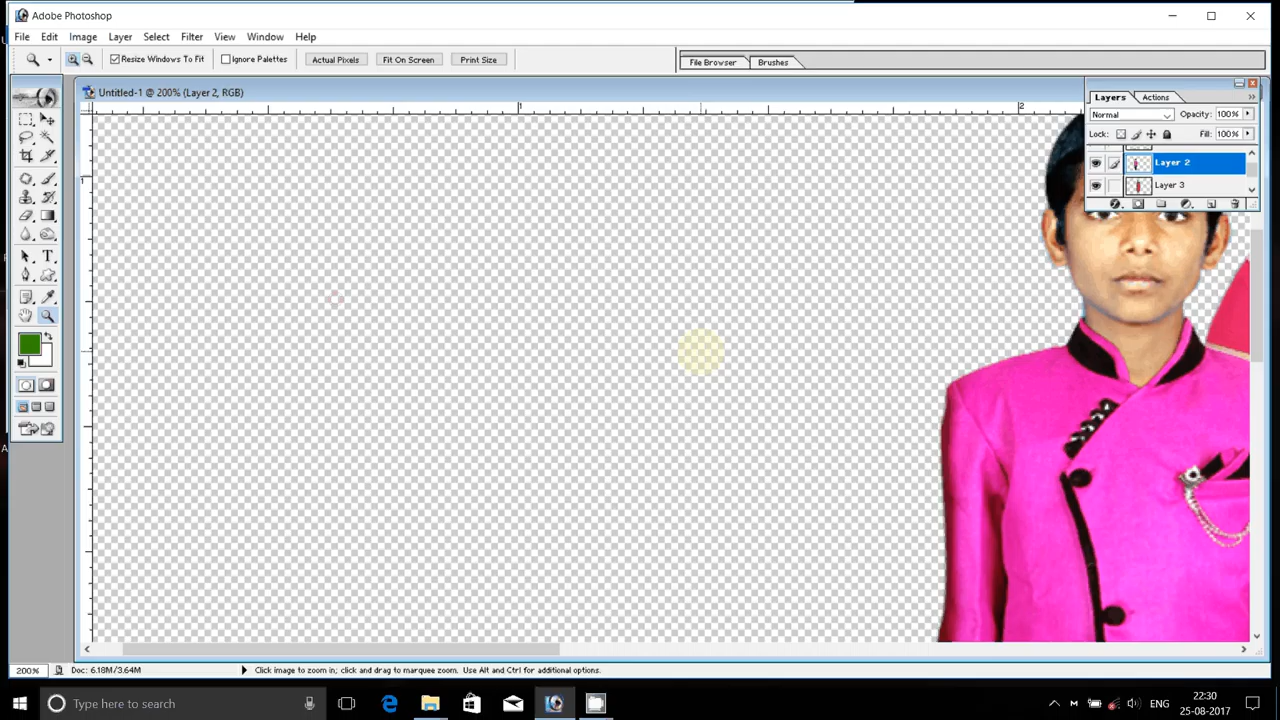 Adobe Photoshop
File Edit Image Layer Select Filter View Window Help
Resize Windows To Fit Ignore Palettes Actual Pixels Fit On Screen Print Size File Browser Brushes
Untitled-1 @ 200% (Layer 2, RGB)
1 2
1
Layers Actions
Normal Opacity: 100%
Lock: Fill: 100%
Layer 2
Layer 3
200% Doc: 6.18M/3.64M Click image to zoom in; click and drag to marquee zoom. Use Alt and Ctrl for additional options.
Type here to search
ENG
22:30
25-08-2017